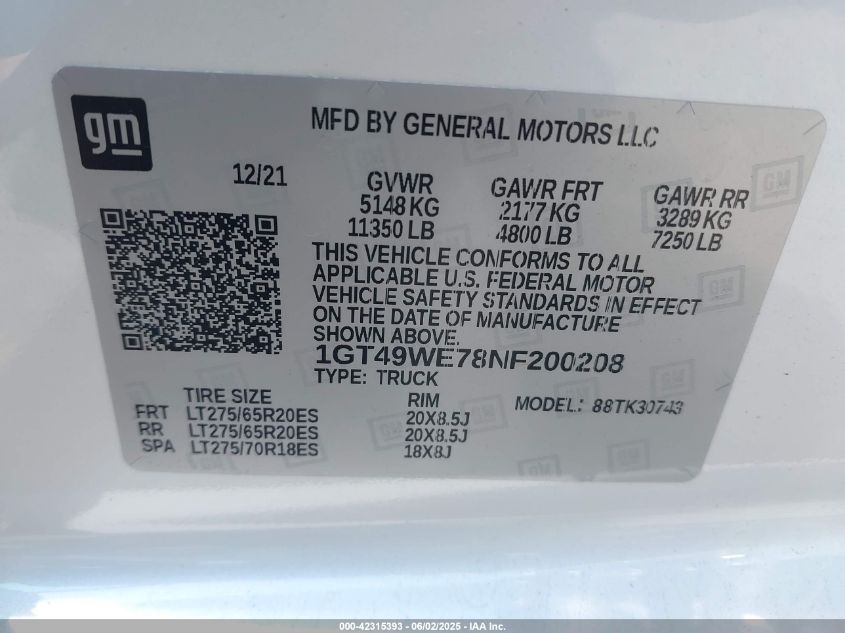 gm
MFD BY GENERAL MOTORS LLC
12/21
GVWR
5148 KG
11350 LB
GAWR FRT
2177 KG
4800 LB
GAWR RR
3289 KG
7250 LB
THIS VEHICLE CONFORMS TO ALL
APPLICABLE U.S. FEDERAL MOTOR
VEHICLE SAFETY STANDARDS IN EFFECT
ON THE DATE OF MANUFACTURE
SHOWN ABOVE.
1GT49WE78NF200208
TYPE: TRUCK
TIRE SIZE RIM MODEL: 88TK30743
FRT LT275/65R20ES 20X8.5J
RR LT275/65R20ES 20X8.5J
SPA LT275/70R18ES 18X8J
000-42315393 - 06/02/2025 - IAA Inc.